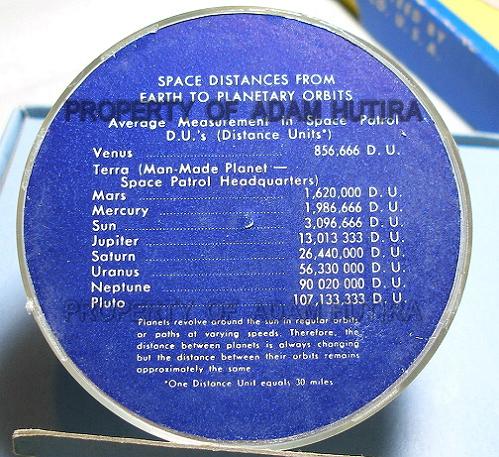 SPACE DISTANCES FROM
EARTH TO PLANETARY ORBITS
PROPERTY OF ADAM HUTIRA
Average Measurement in Space Patrol
D.U.'s (Distance Units*)
Venus 856,666 D. U.
Terra (Man-Made Planet—
Space Patrol Headquarters)
Mars 1,620,000 D. U.
Mercury 1,986,666 D. U.
Sun 3,096,666 D. U.
Jupiter 13,013 333 D. U.
Saturn 26,440,000 D. U.
Uranus 56,330 000 D. U.
Neptune 90 020 000 D. U.
Pluto 107,133,333 D. U.
PROPERTY OF ADAM HUTIRA
Planets revolve around the sun in regular orbits
or paths at varying speeds. Therefore, the
distance between planets is always changing
but the distance between their orbits remains
approximately the same
*One Distance Unit equals 30 miles
BY
U.S.A.